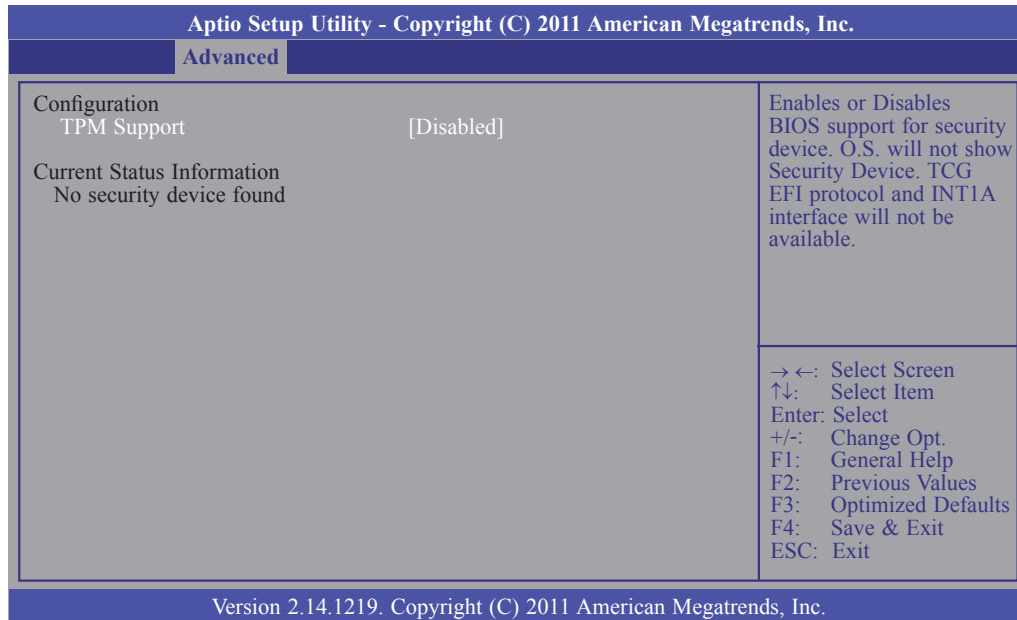 Aptio Setup Utility - Copyright (C) 2011 American Megatrends, Inc.
Advanced
Configuration
TPM Support [Disabled]
Current Status Information
No security device found
Enables or Disables
BIOS support for security
device. O.S. will not show
Security Device. TCG
EFI protocol and INT1A
interface will not be
available.
→ ←: Select Screen
↑↓: Select Item
Enter: Select
+/-: Change Opt.
F1: General Help
F2: Previous Values
F3: Optimized Defaults
F4: Save & Exit
ESC: Exit
Version 2.14.1219. Copyright (C) 2011 American Megatrends, Inc.